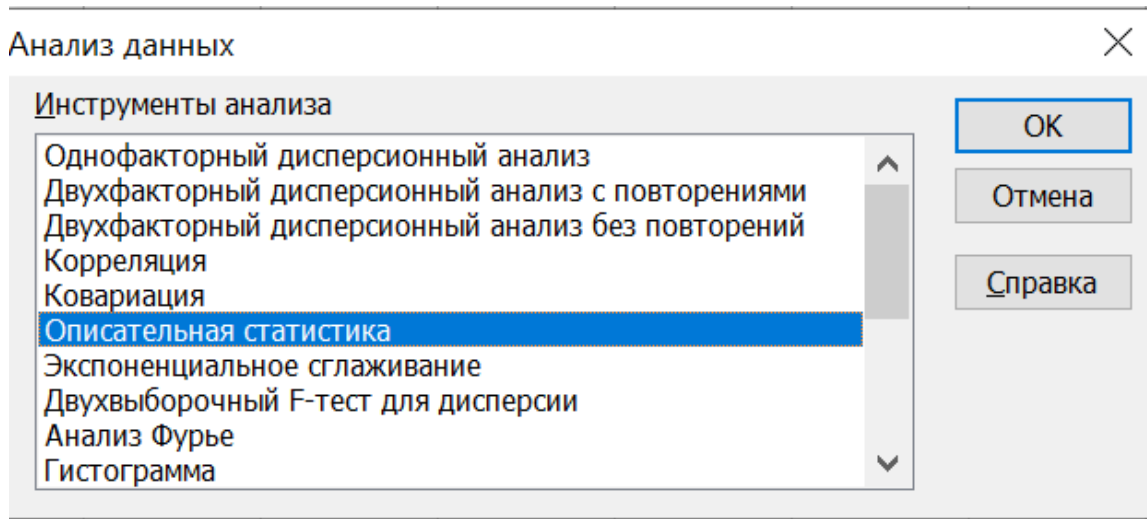 Анализ данных
Инструменты анализа
Однофакторный дисперсионный анализ
Двухфакторный дисперсионный анализ с повторениями
Двухфакторный дисперсионный анализ без повторений
Корреляция
Ковариация
Описательная статистика
Экспоненциальное сглаживание
Двухвыборочный F-тест для дисперсии
Анализ Фурье
Гистограмма
OK
Отмена
Справка